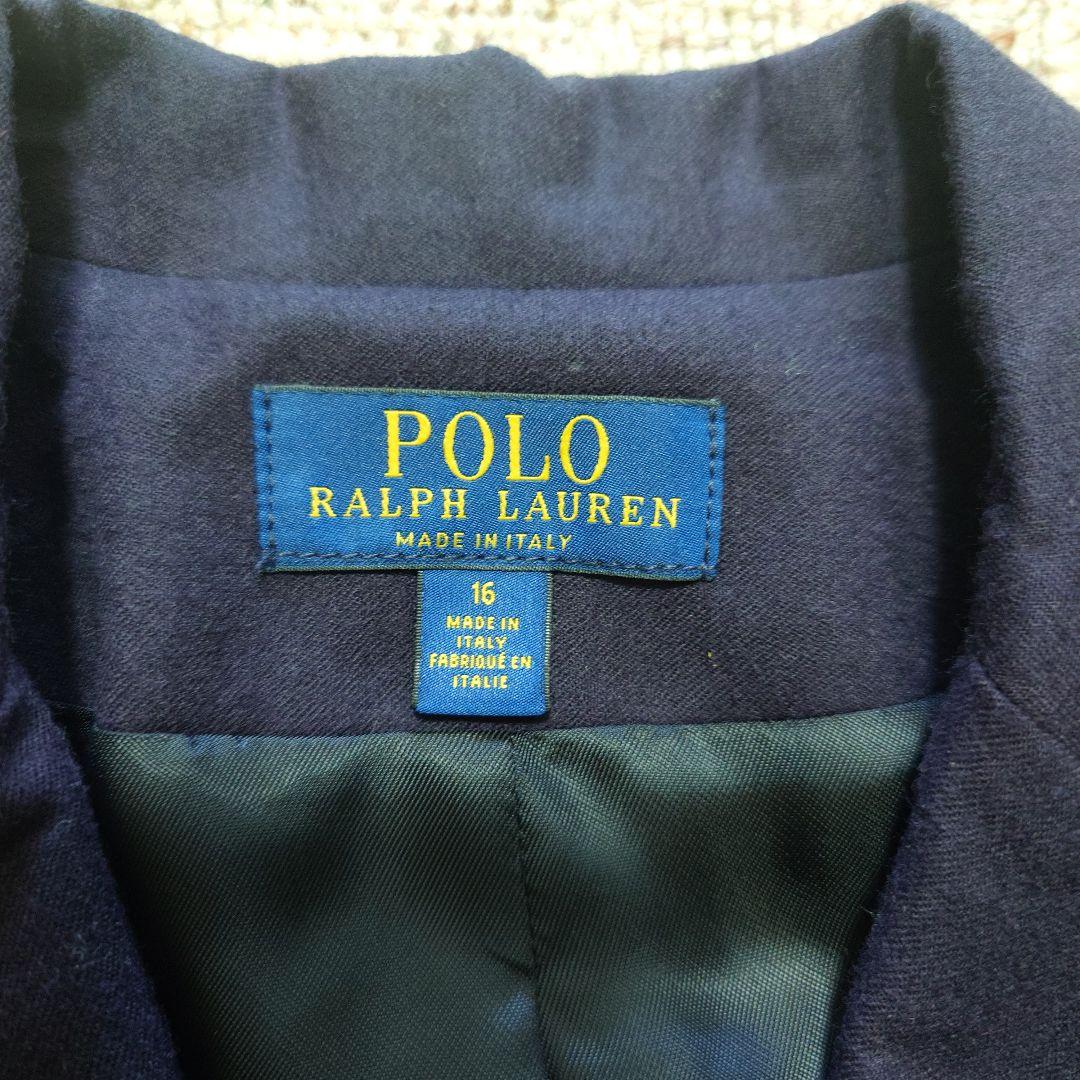 POLO
RALPH LAUREN
MADE IN ITALY
16
MADE IN
ITALY
FABRIQUÉ EN
ITALIE